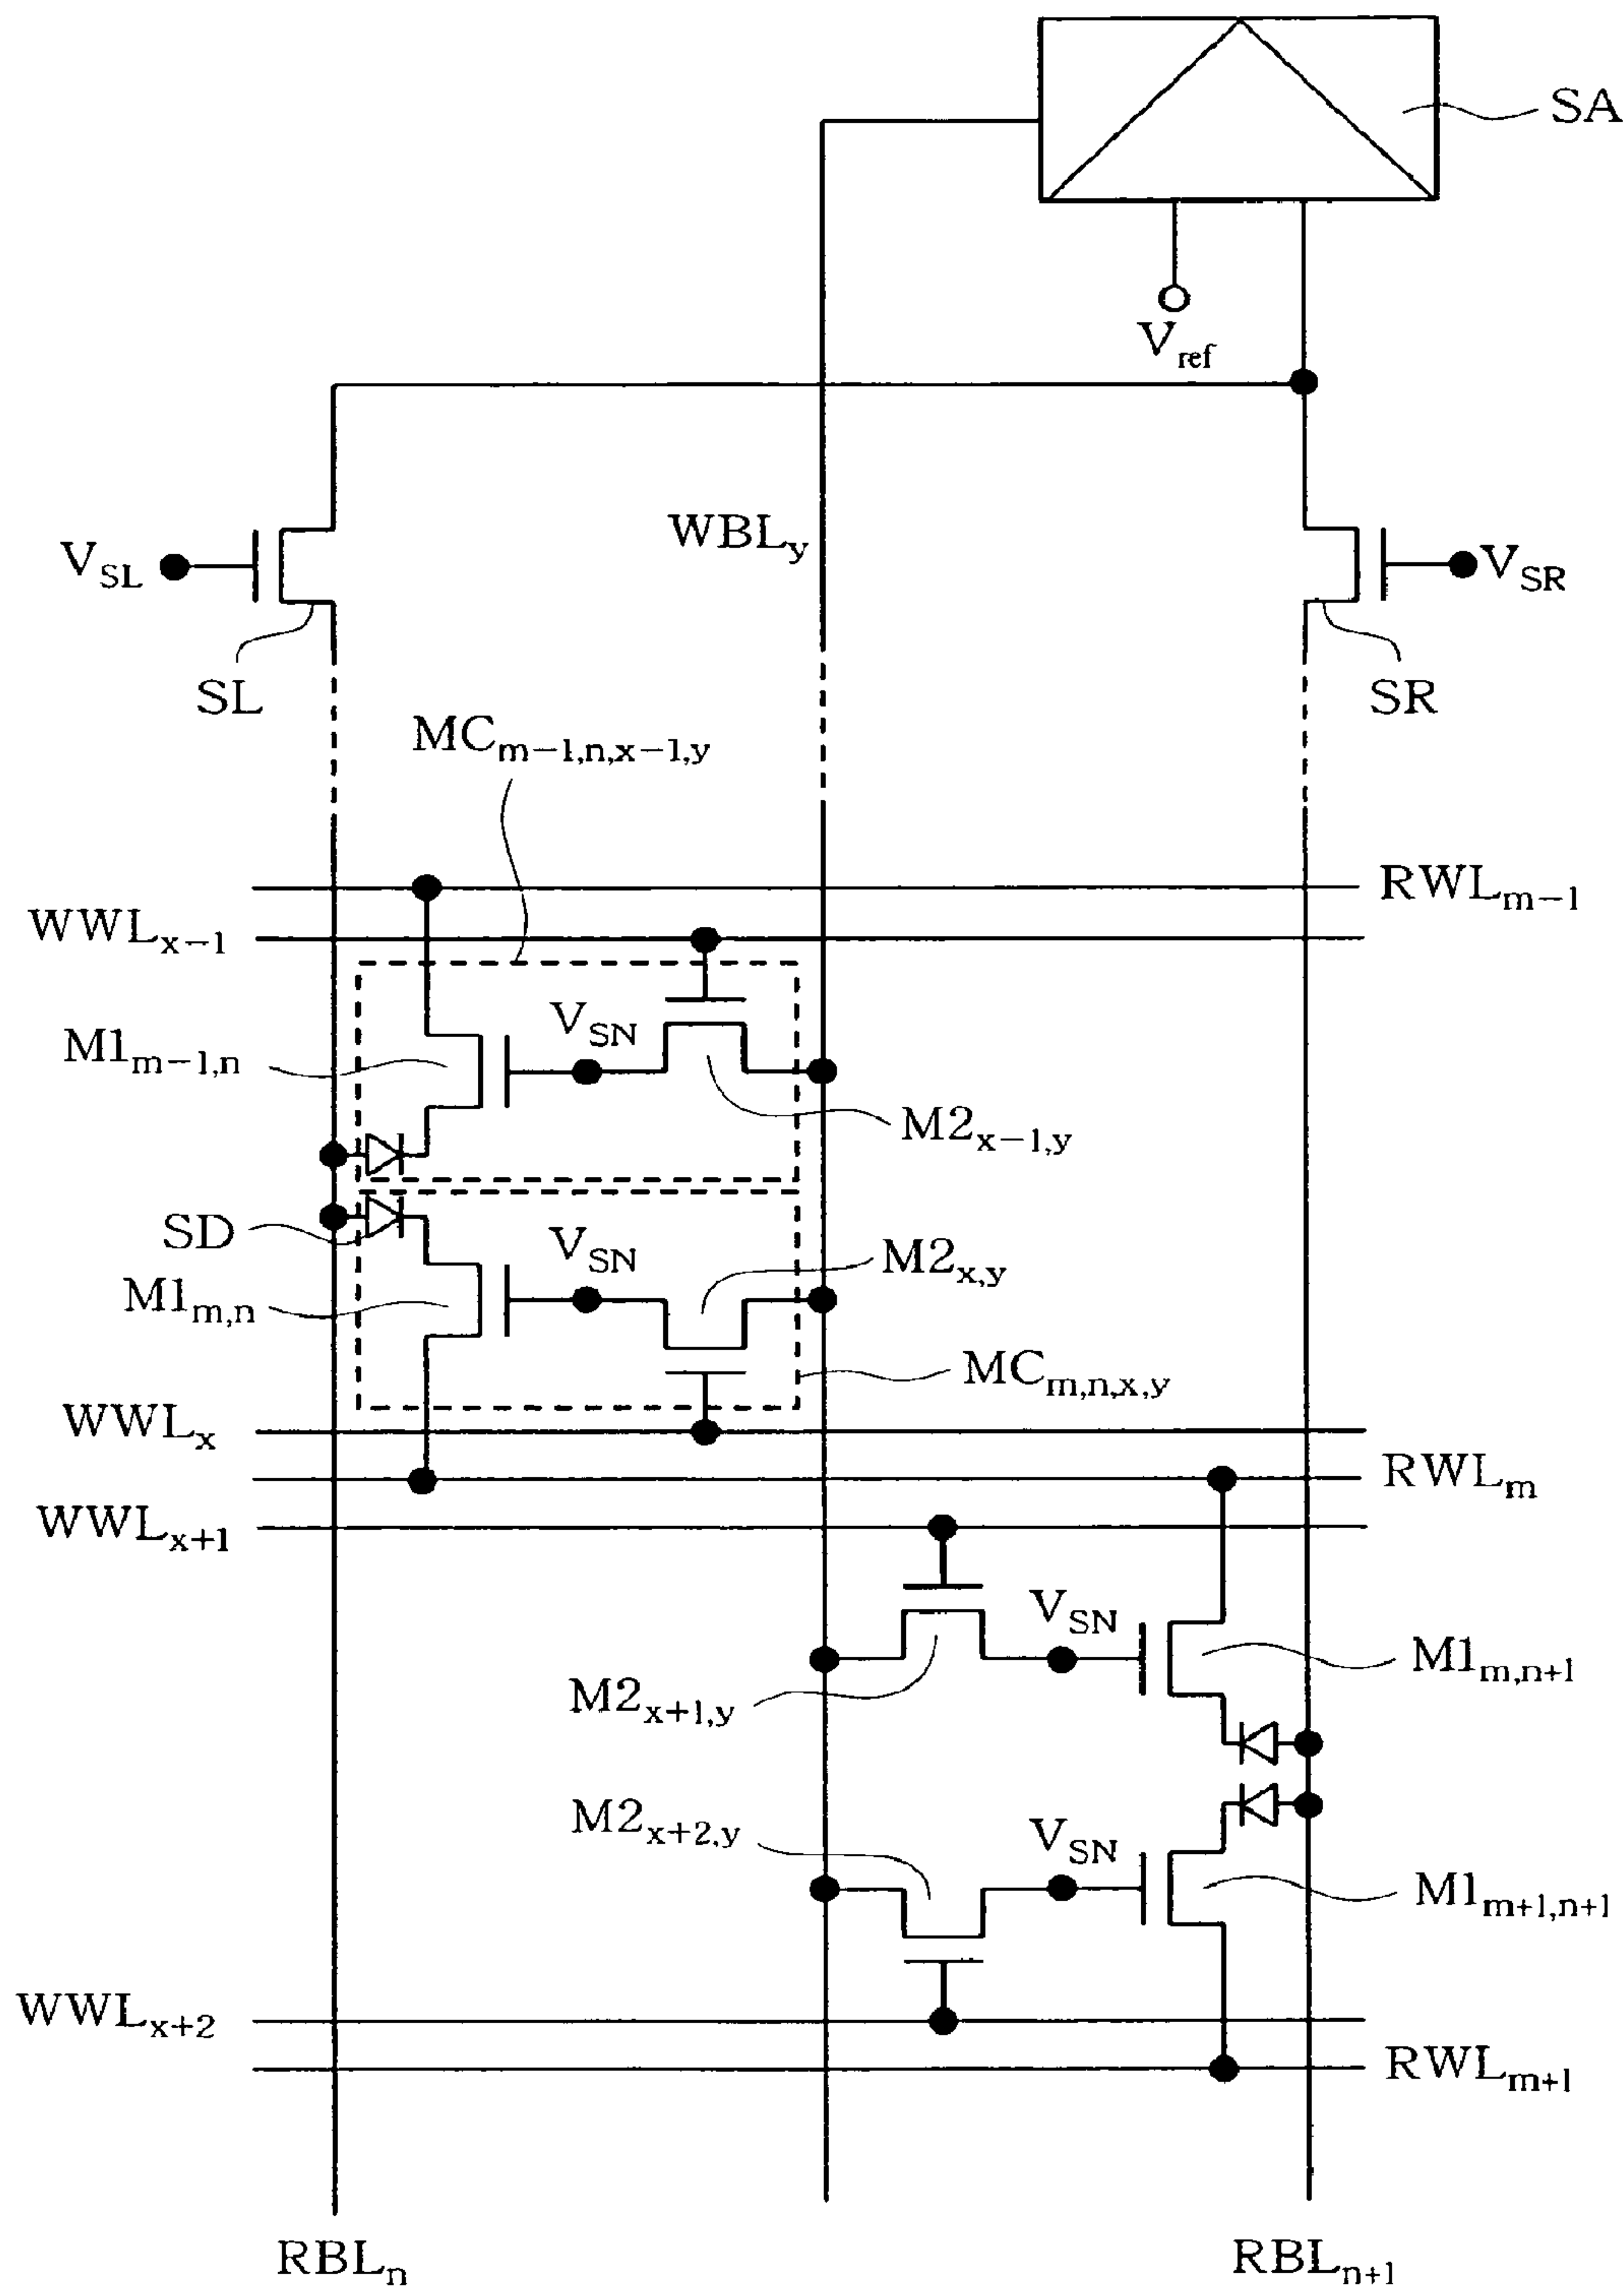 SA
V_ref
WBL_y
V_SL
V_SR
SL
SR
MC_m−1,n,x−1,y
RWL_m−1
WWL_x−1
V_SN
M1_m−1,n
M2_x−1,y
SD
V_SN
M2_x,y
M1_m,n
MC_m,n,x,y
WWL_x
RWL_m
WWL_x+1
V_SN
M1_m,n+1
M2_x+1,y
M2_x+2,y
V_SN
M1_m+1,n+1
WWL_x+2
RWL_m+1
RBL_n
RBL_n+1